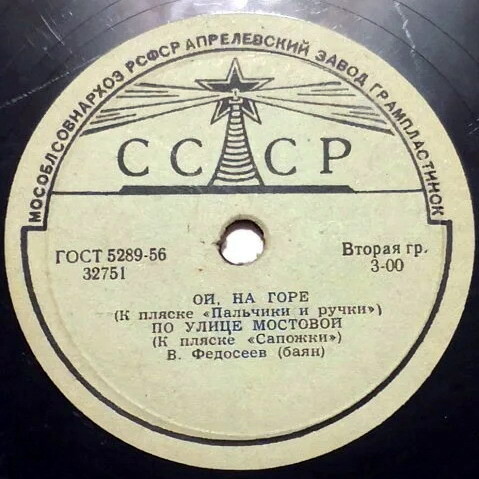 МОСОБЛСОВНАРХОЗ РСФСР АПРЕЛЕВСКИЙ ЗАВОД ГРАМПЛАСТИНОК
СССР
ГОСТ 5289-56
32751
Вторая гр.
3-00
ОЙ, НА ГОРЕ
(К пляске «Пальчики и ручки»)
ПО УЛИЦЕ МОСТОВОЙ
(К пляске «Сапожки»)
В. Федосеев (баян)